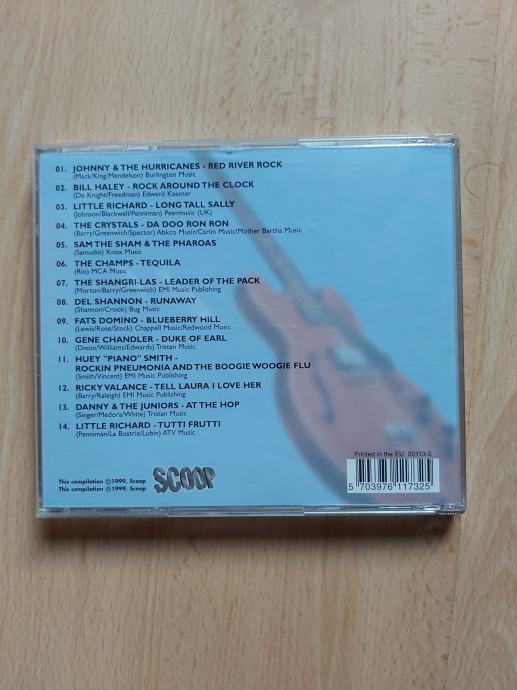 01. JOHNNY & THE HURRICANES - RED RIVER ROCK
(Mack/King/Mendelson) Burlington Music
02. BILL HALEY - ROCK AROUND THE CLOCK
(De Knight/Freedman) Edward Kassner
03. LITTLE RICHARD - LONG TALL SALLY
(Johnson/Blackwell/Penniman) Peermusic (UK)
04. THE CRYSTALS - DA DOO RON RON
(Barry/Greenwich/Spector) Abkco Music/Carlin Music/Mother Bertha Music
05. SAM THE SHAM & THE PHAROAS
(Samudio) Knox Music
06. THE CHAMPS - TEQUILA
(Rio) MCA Music
07. THE SHANGRI-LAS - LEADER OF THE PACK
(Morton/Barry/Greenwich) EMI Music Publishing
08. DEL SHANNON - RUNAWAY
(Shannon/Crook) Bug Music
09. FATS DOMINO - BLUEBERRY HILL
(Lewis/Rose/Stock) Chappell Music/Redwood Music
10. GENE CHANDLER - DUKE OF EARL
(Dixon/Williams/Edwards) Tristan Music
11. HUEY "PIANO" SMITH -
ROCKIN PNEUMONIA AND THE BOOGIE WOOGIE FLU
(Smith/Vincent) EMI Music Publishing
12. RICKY VALANCE - TELL LAURA I LOVE HER
(Barry/Raleigh) EMI Music Publishing
13. DANNY & THE JUNIORS - AT THE HOP
(Singer/Medora/White) Tristan Music
14. LITTLE RICHARD - TUTTI FRUTTI
(Penniman/La Bostrie/Lubin) ATV Music
Printed in the EU 20113-2
This compilation ℗1999. Scoop
This compilation ©1999. Scoop
SCOOP
5 703976 117325